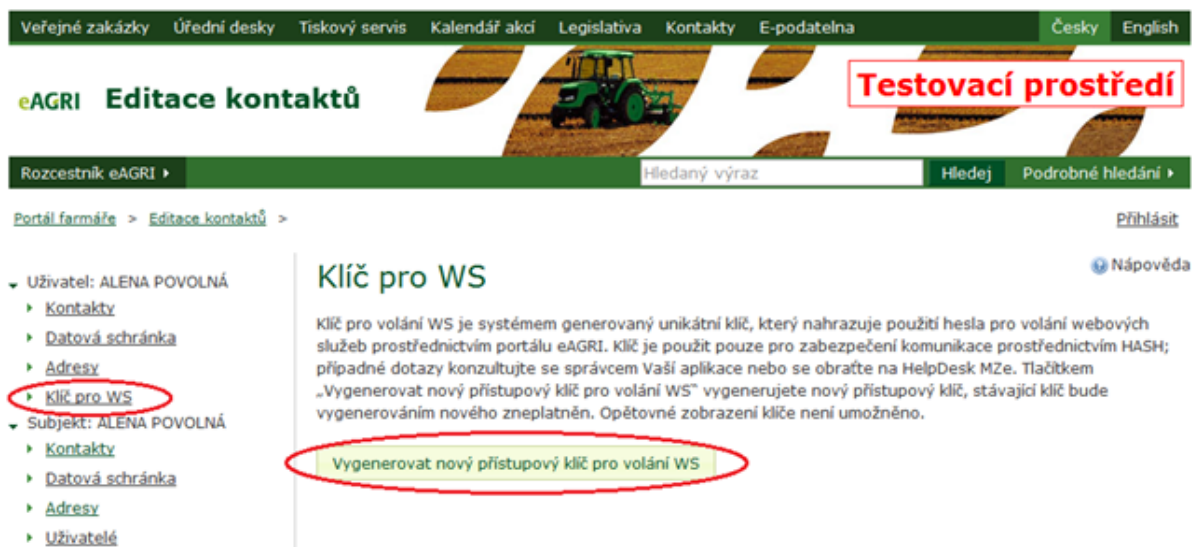 Veřejné zakázky Úřední desky Tiskový servis Kalendář akcí Legislativa Kontakty E-podatelna Česky English
eAGRI Editace kontaktů
Testovací prostředí
Rozcestník eAGRI Hledaný výraz Hledej Podrobné hledání
Portál farmáře > Editace kontaktů > Přihlásit
Nápověda
Uživatel: ALENA POVOLNÁ
Kontakty
Datová schránka
Adresy
Klíč pro WS
Subjekt: ALENA POVOLNÁ
Kontakty
Datová schránka
Adresy
Uživatelé
Klíč pro WS
Klíč pro volání WS je systémem generovaný unikátní klíč, který nahrazuje použití hesla pro volání webových
služeb prostřednictvím portálu eAGRI. Klíč je použit pouze pro zabezpečení komunikace prostřednictvím HASH;
případné dotazy konzultujte se správcem Vaší aplikace nebo se obraťte na HelpDesk MZe. Tlačítkem
„Vygenerovat nový přístupový klíč pro volání WS“ vygenerujete nový přístupový klíč, stávající klíč bude
vygenerováním nového zneplatněn. Opětovné zobrazení klíče není umožněno.
Vygenerovat nový přístupový klíč pro volání WS